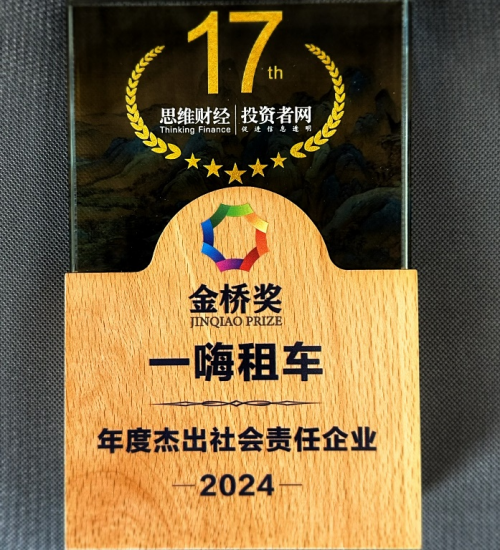 17th
思维财经 | 投资者网
Thinking Finance | 促进信息透明
金桥奖
JINQIAO PRIZE
一嗨租车
年度杰出社会责任企业
—2024—